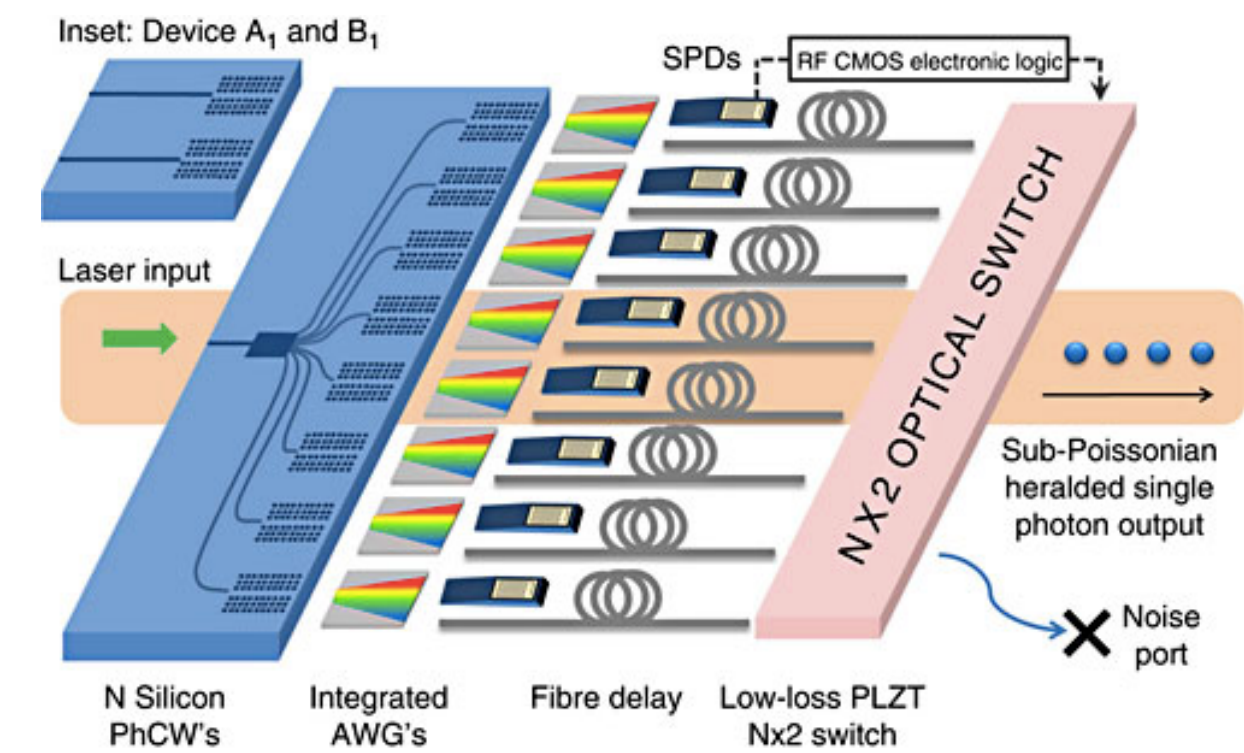 Inset: Device A1 and B1
SPDs
RF CMOS electronic logic
Laser input
NX2 OPTICAL SWITCH
Sub-Poissonian
heralded single
photon output
Noise
port
N Silicon
PhCW's
Integrated
AWG's
Fibre delay
Low-loss PLZT
Nx2 switch